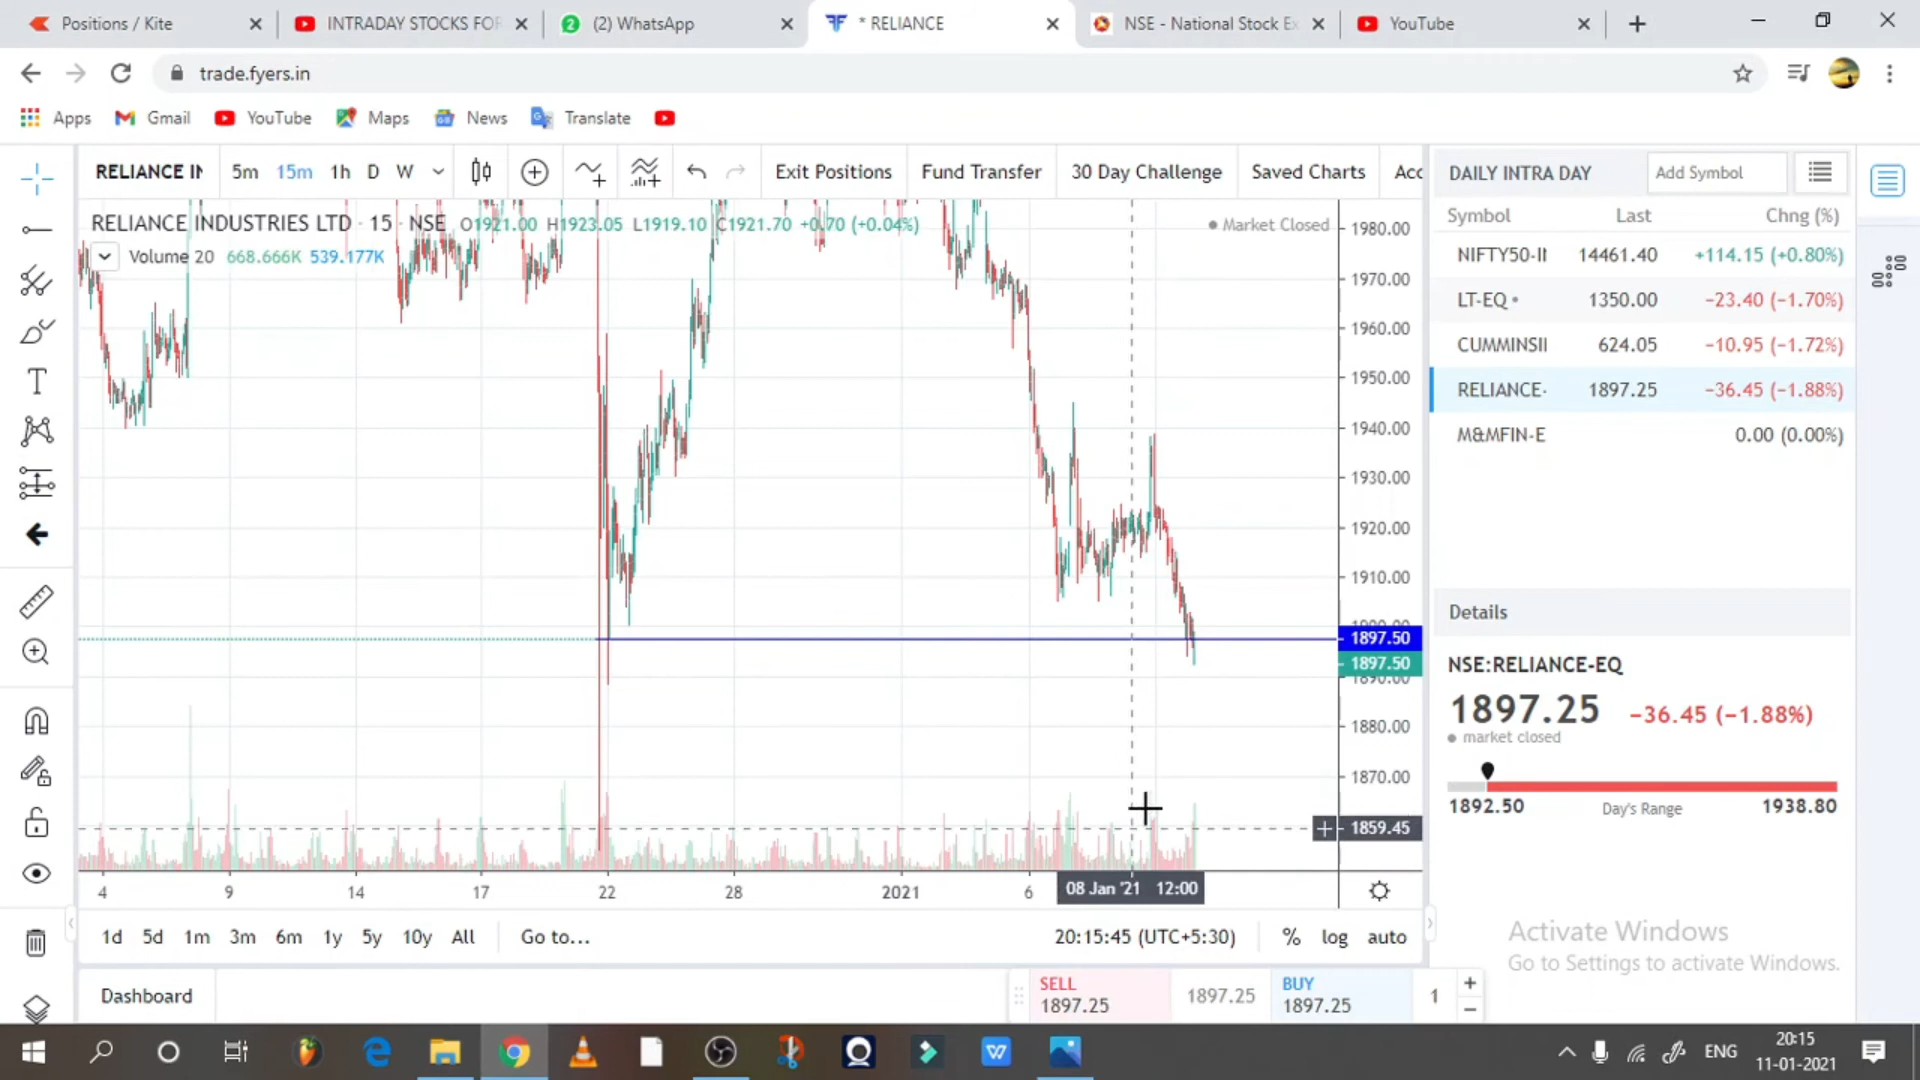 Positions / Kite
INTRADAY STOCKS FOR
(2) WhatsApp
* RELIANCE
NSE - National Stock Ex
YouTube
trade.fyers.in
Apps
Gmail
YouTube
Maps
News
Translate
RELIANCE IN
5m 15m 1h D W
Exit Positions
Fund Transfer
30 Day Challenge
Saved Charts
Acc
RELIANCE INDUSTRIES LTD · 15 · NSE O1921.00 H1923.05 L1919.10 C1921.70 +0.70 (+0.04%)
Market Closed
Volume 20 668.666K 539.177K
1980.00
1970.00
1960.00
1950.00
1940.00
1930.00
1920.00
1910.00
1900.00
1897.50
1897.50
1890.00
1880.00
1870.00
1859.45
4 9 14 17 22 28 2021 6
08 Jan '21 12:00
1d 5d 1m 3m 6m 1y 5y 10y All
Go to...
20:15:45 (UTC+5:30)
% log auto
Dashboard
SELL
1897.25
1897.25
BUY
1897.25
1
DAILY INTRA DAY
Add Symbol
Symbol Last Chng (%)
NIFTY50-II 14461.40 +114.15 (+0.80%)
LT-EQ 1350.00 −23.40 (−1.70%)
CUMMINSII 624.05 −10.95 (−1.72%)
RELIANCE- 1897.25 −36.45 (−1.88%)
M&MFIN-E 0.00 (0.00%)
Details
NSE:RELIANCE-EQ
1897.25 −36.45 (−1.88%)
market closed
1892.50 Day's Range 1938.80
Activate Windows
Go to Settings to activate Windows.
ENG
20:15
11-01-2021